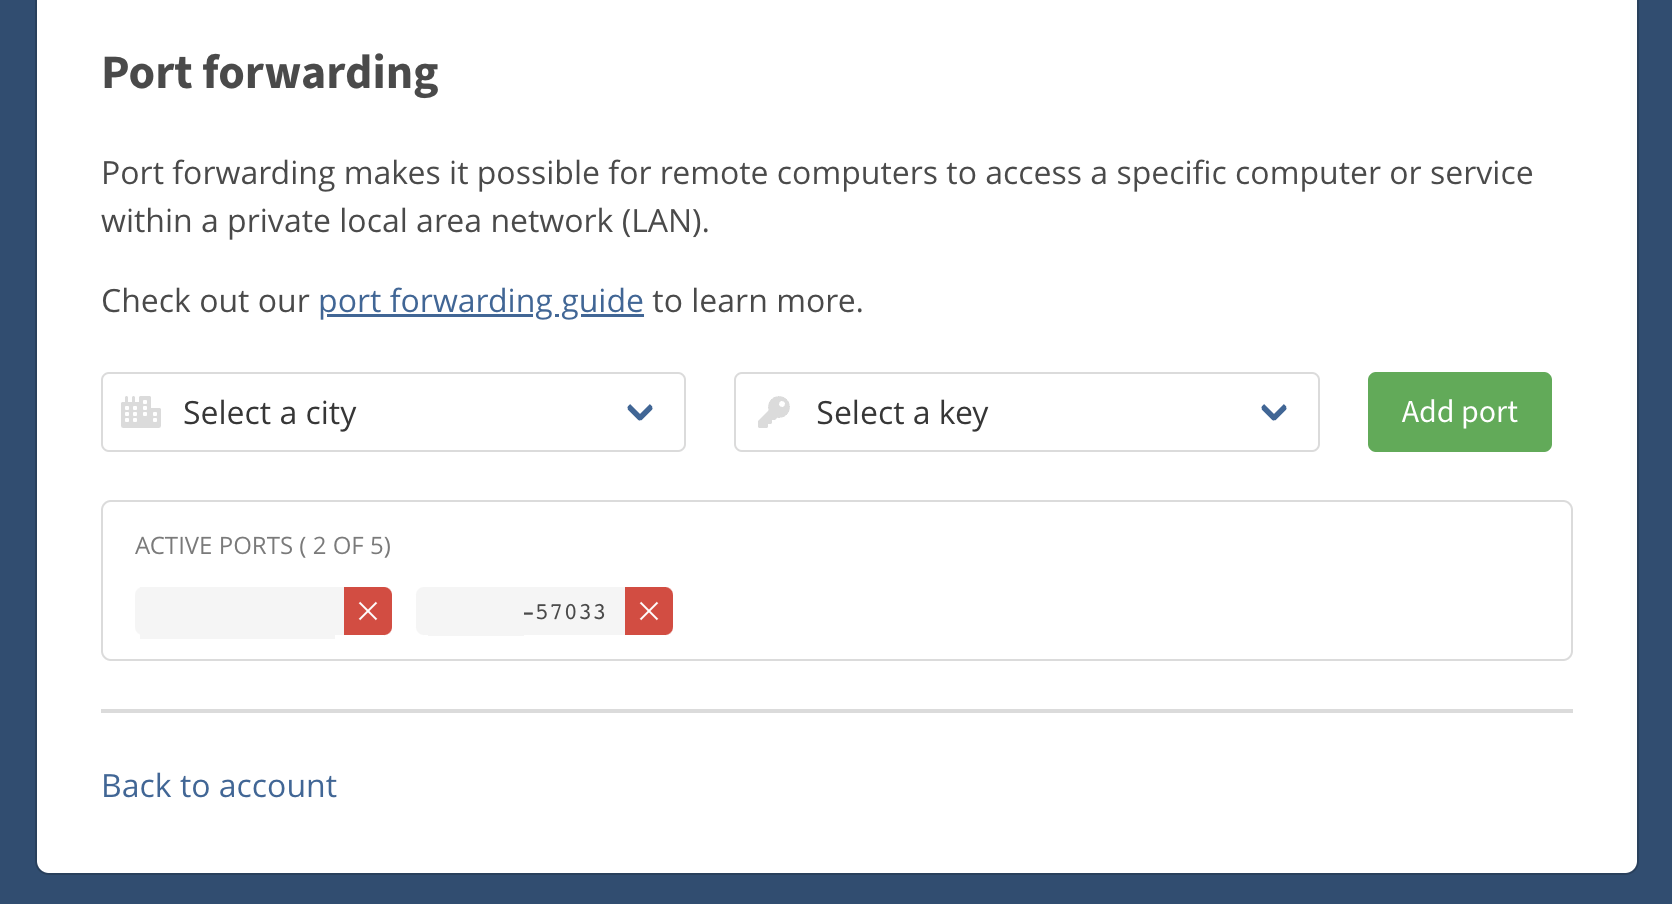 Port forwarding
Port forwarding makes it possible for remote computers to access a specific computer or service
within a private local area network (LAN).
Check out our port forwarding guide to learn more.
Select a city
Select a key
Add port
ACTIVE PORTS ( 2 OF 5)
-57033
Back to account